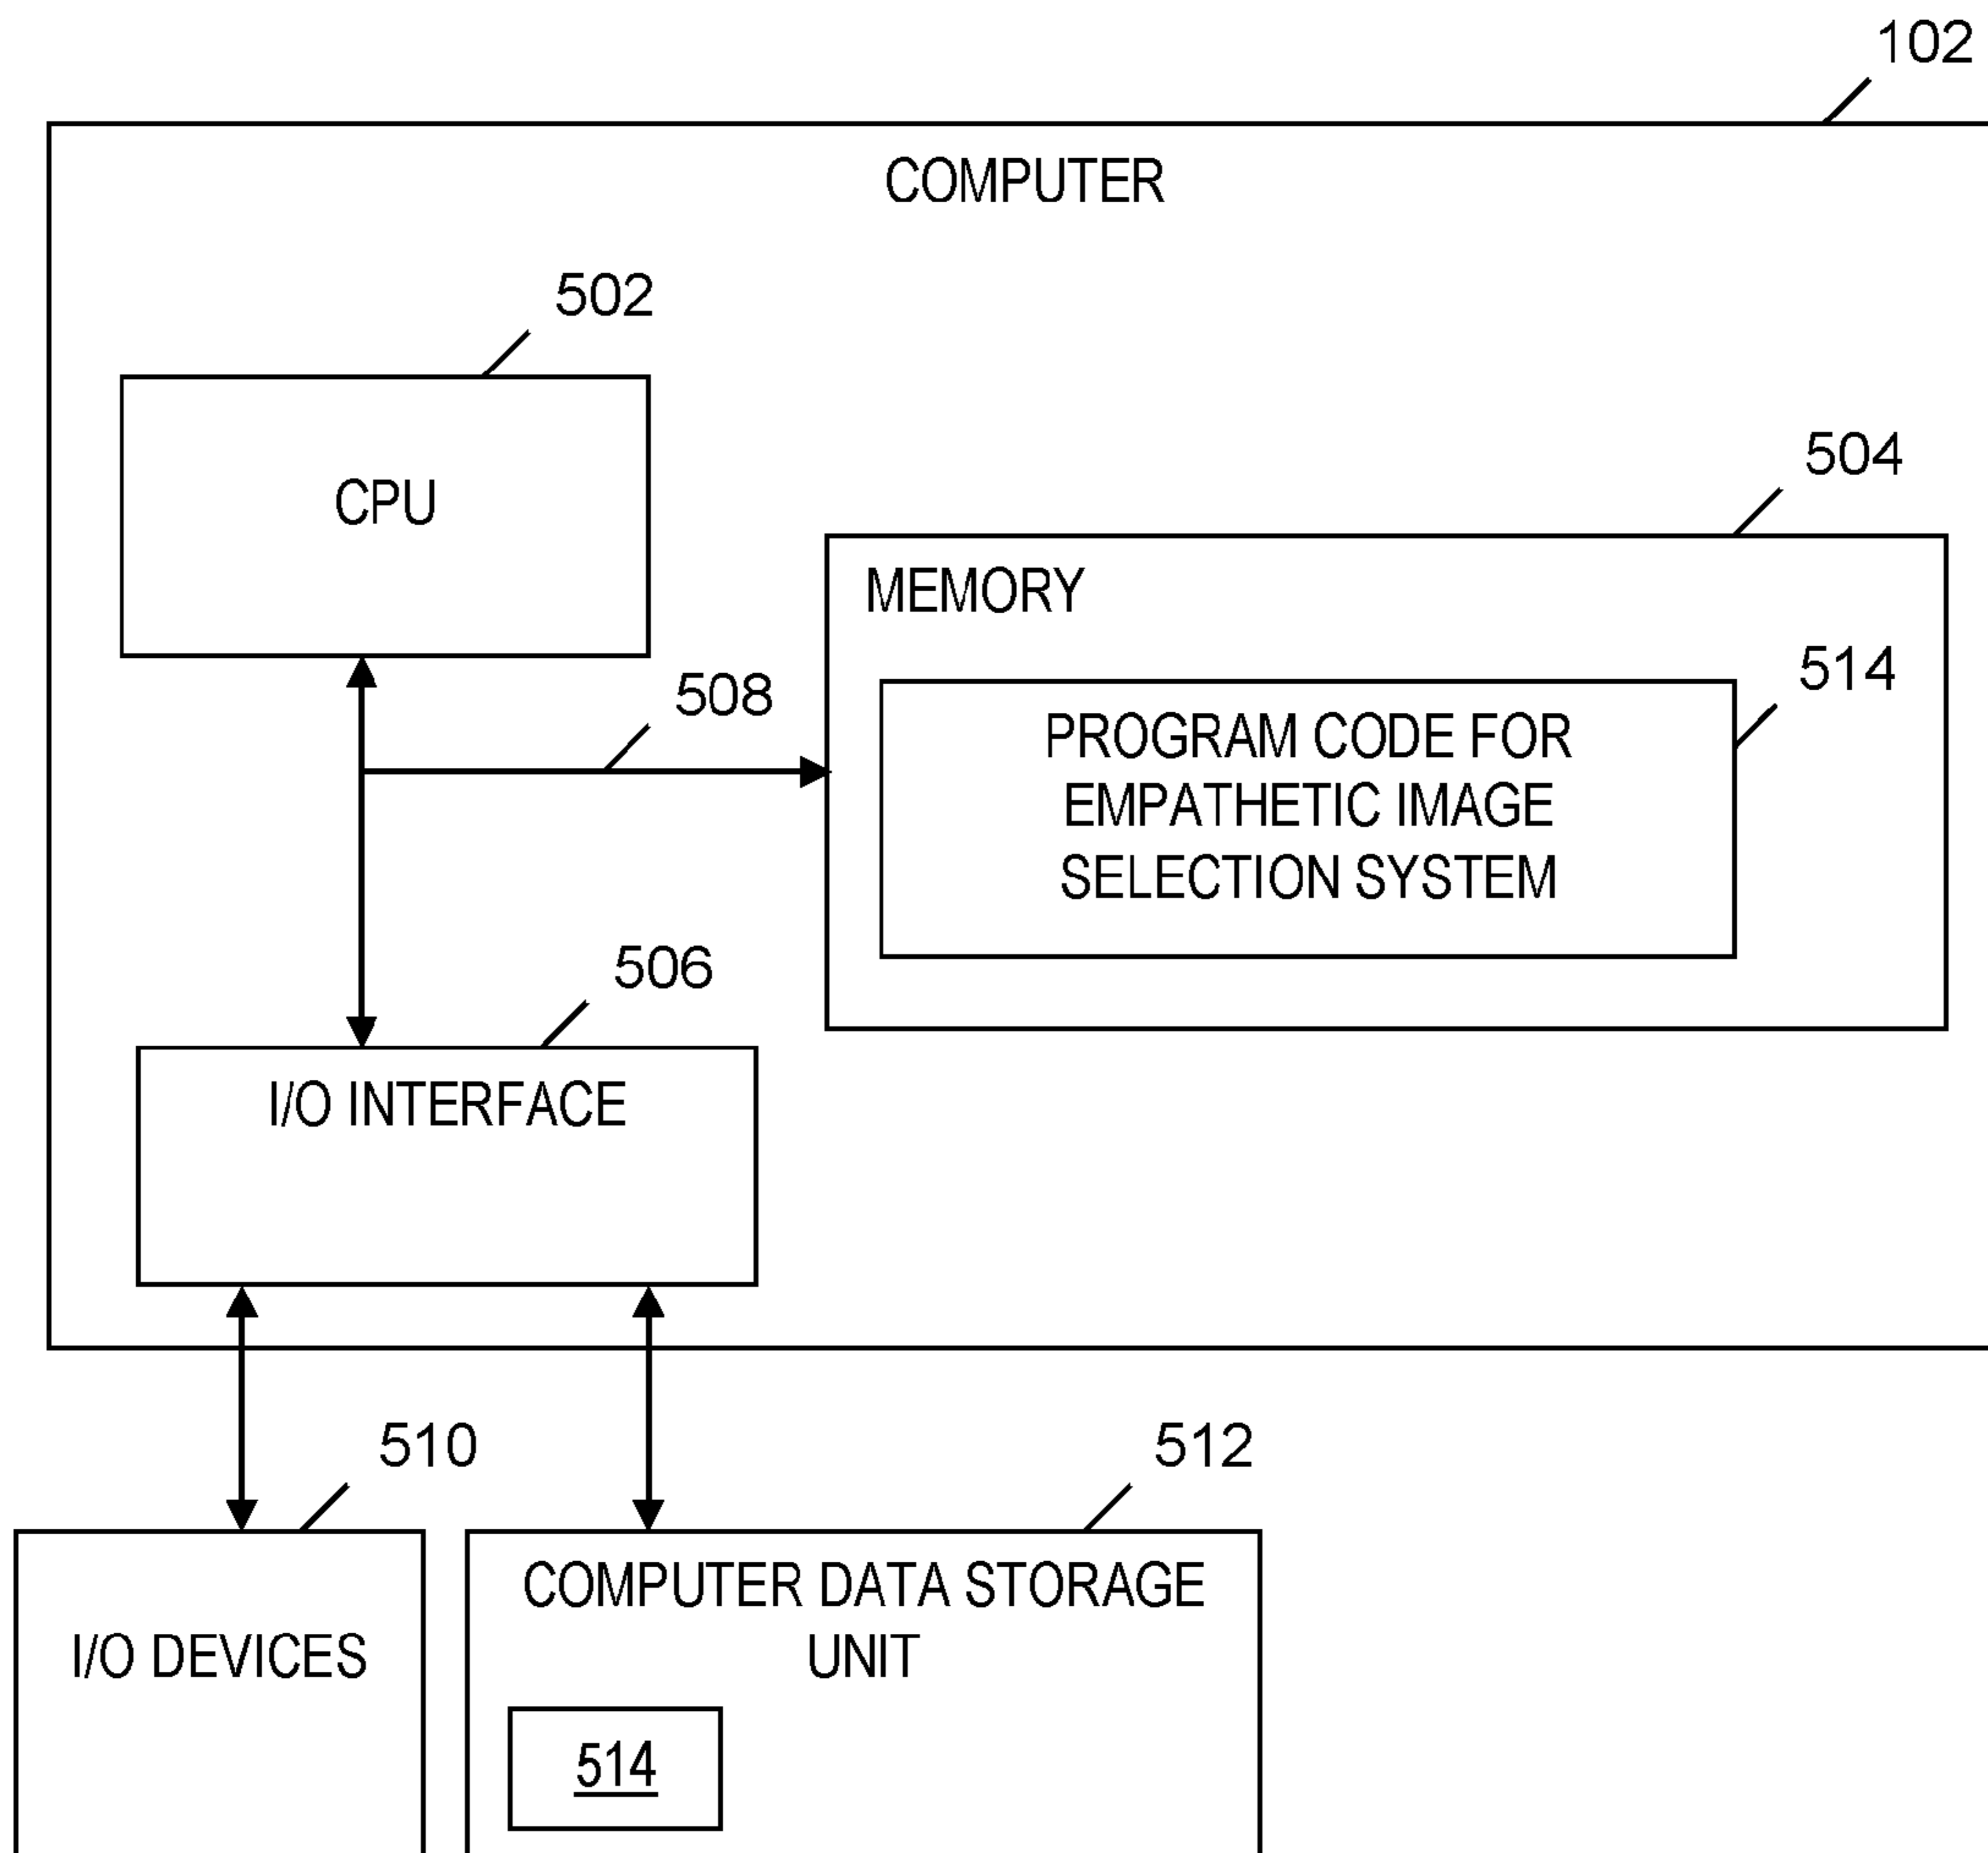 102
COMPUTER
502
CPU
504
MEMORY
514
508
PROGRAM CODE FOR
EMPATHETIC IMAGE
SELECTION SYSTEM
506
I/O INTERFACE
510
512
I/O DEVICES
COMPUTER DATA STORAGE
UNIT
514